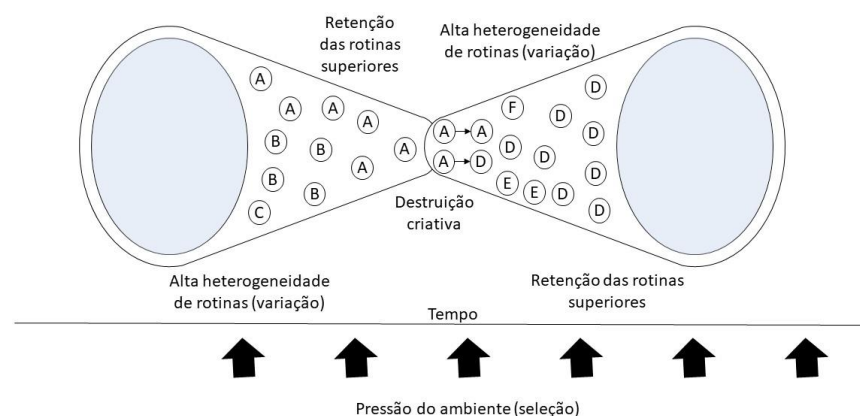 Retenção
das rotinas
superiores
Alta heterogeneidade
de rotinas (variação)
A
A
A
A
B
B
A
A
B
B
C
A
A
A
D
F
D
D
D
D
D
E
E
D
D
D
Destruição
criativa
Alta heterogeneidade
de rotinas (variação)
Retenção das rotinas
superiores
Tempo
Pressão do ambiente (seleção)